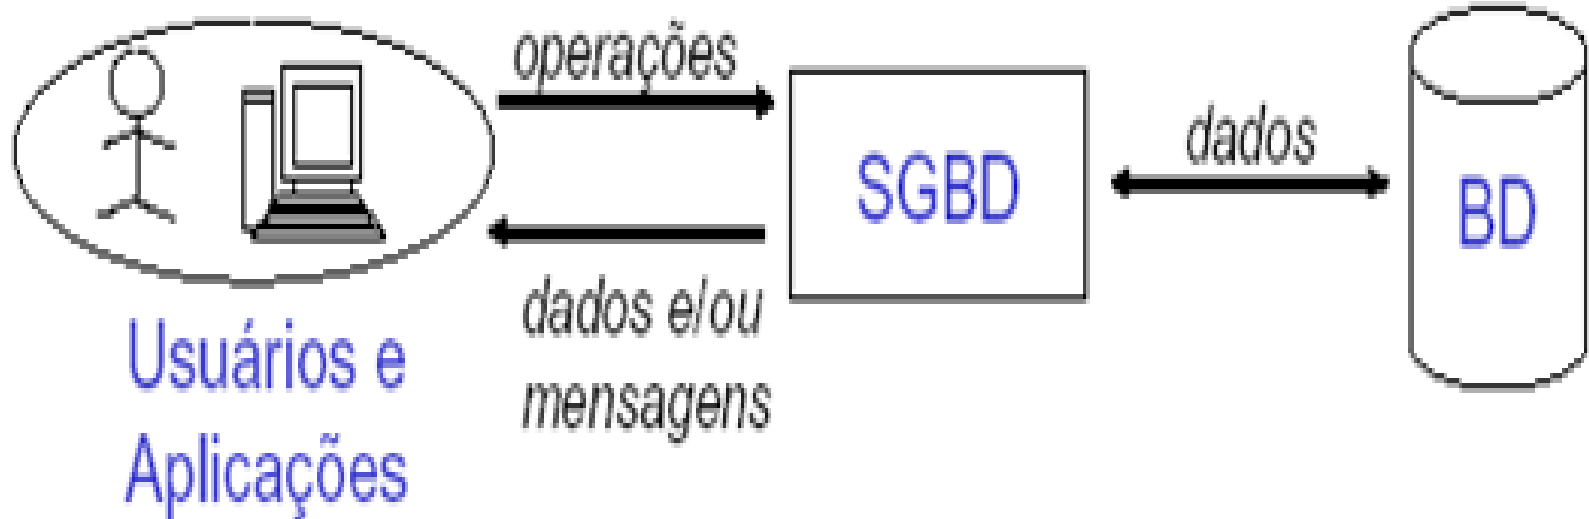 operações
SGBD
dados
BD
dados e/ou
mensagens
Usuários e
Aplicações